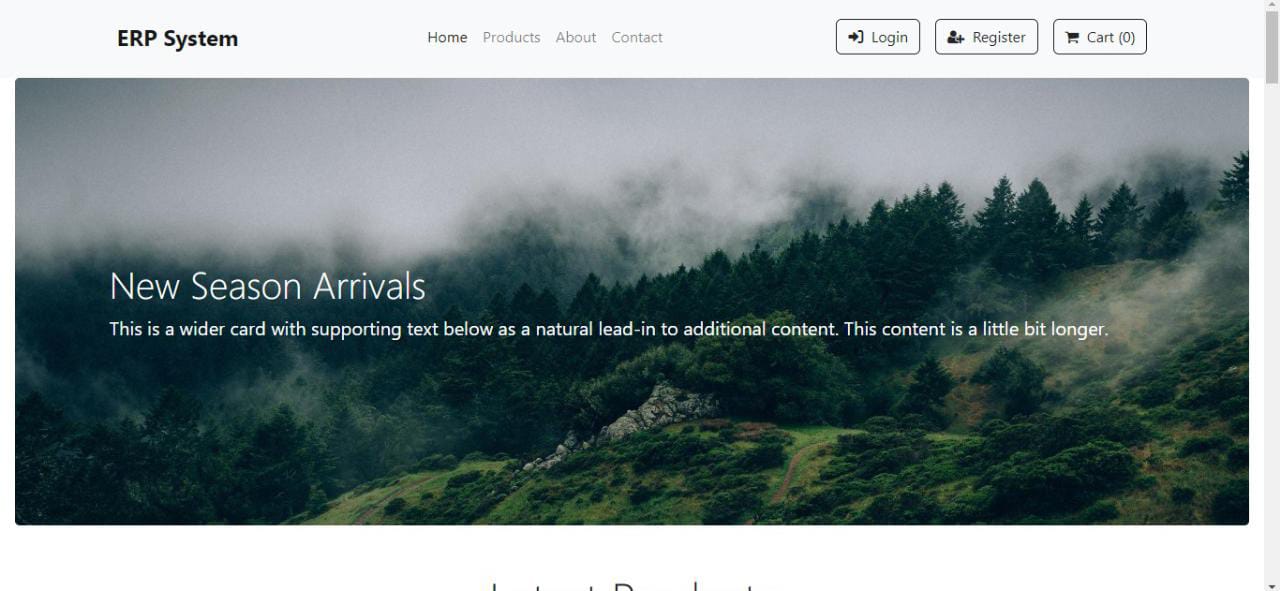 ERP System
Home Products About Contact
Login Register Cart (0)
New Season Arrivals
This is a wider card with supporting text below as a natural lead-in to additional content. This content is a little bit longer.